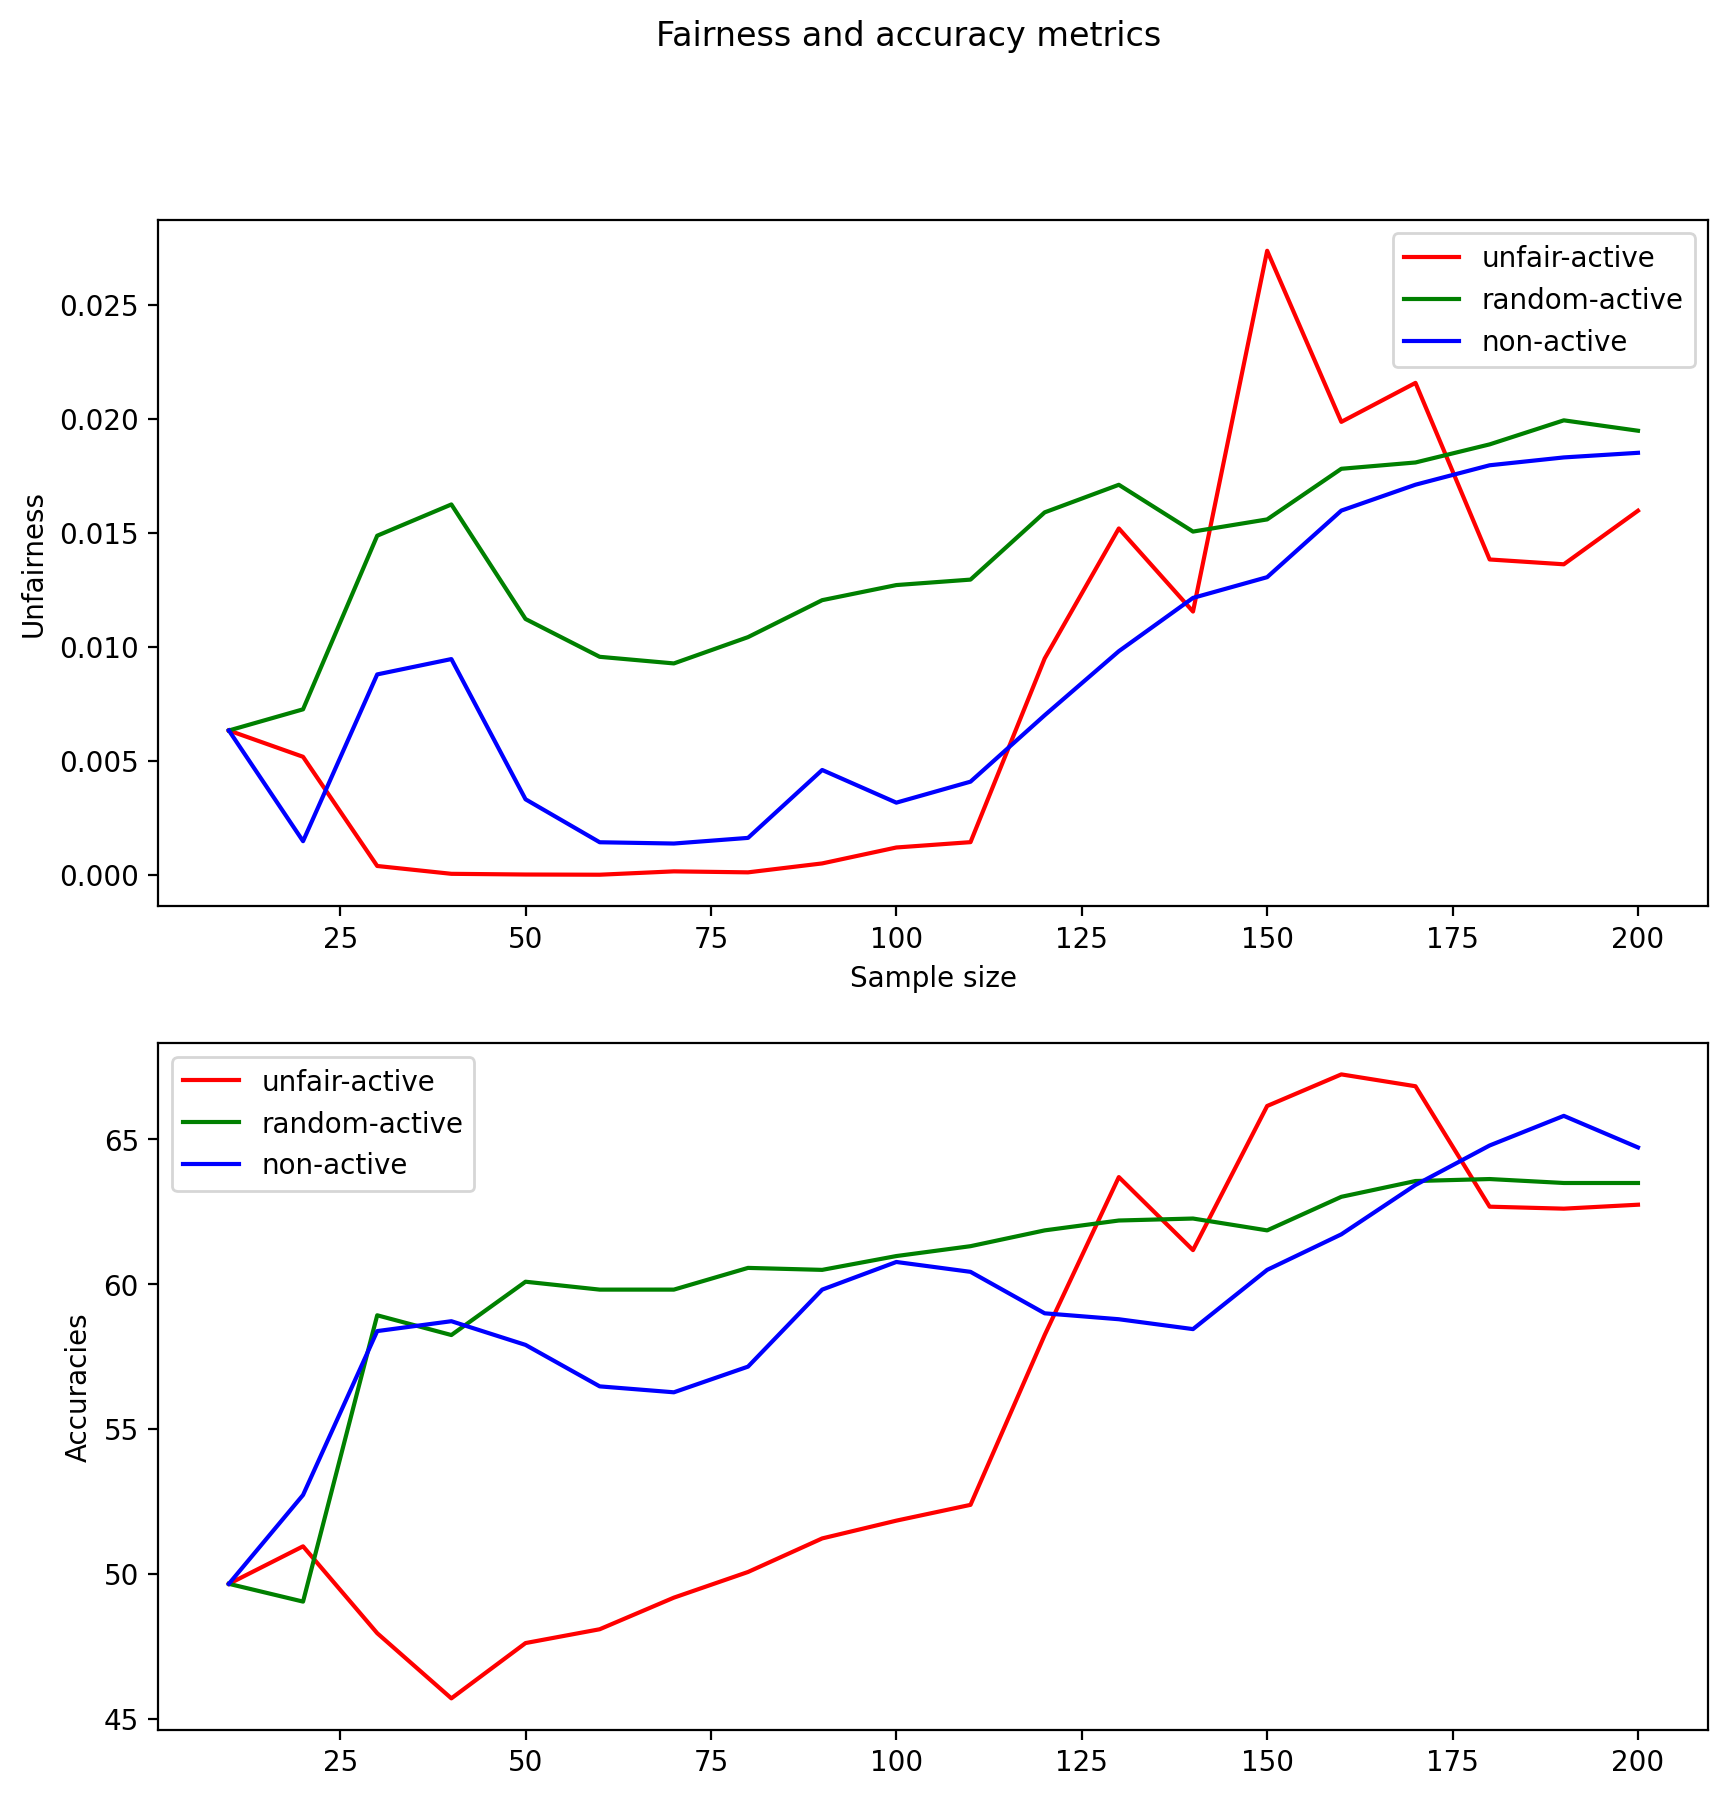 Fairness and accuracy metrics
unfair-active
random-active
non-active
0.025
0.020
0.015
0.010
0.005
0.000
Unfairness
25 50 75 100 125 150 175 200
Sample size
unfair-active
random-active
non-active
65
60
55
50
45
Accuracies
25 50 75 100 125 150 175 200